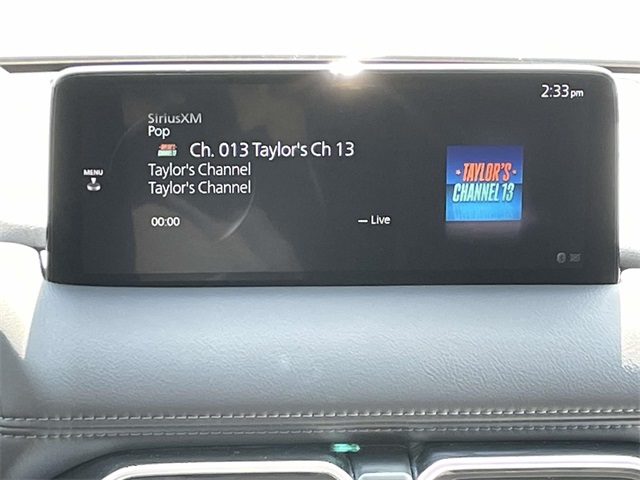 2:33pm
SiriusXM
Pop
Ch. 013 Taylor's Ch 13
Taylor's Channel
Taylor's Channel
MENU
00:00
— Live
TAYLOR'S
CHANNEL 13